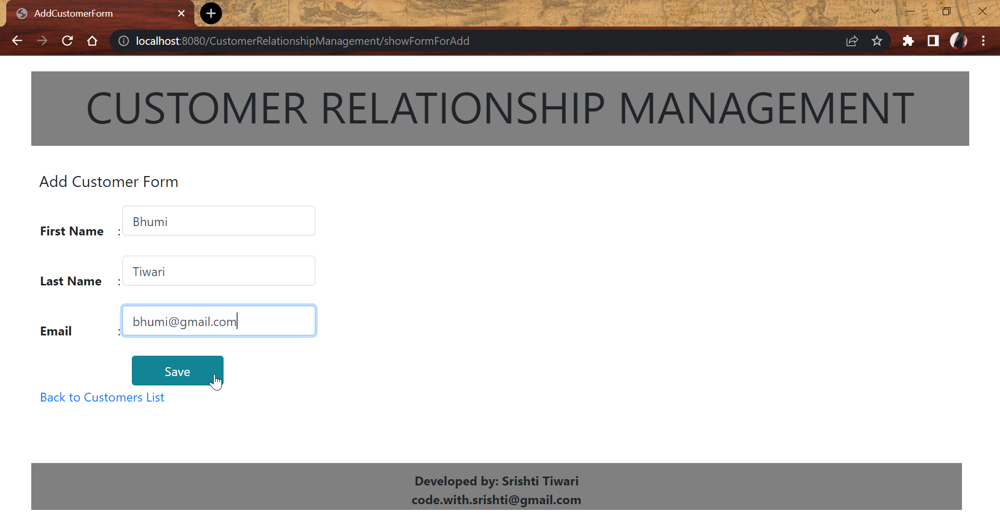 AddCustomerForm
localhost:8080/CustomerRelationshipManagement/showFormForAdd
CUSTOMER RELATIONSHIP MANAGEMENT
Add Customer Form
First Name : Bhumi
Last Name : Tiwari
Email : bhumi@gmail.com
Save
Back to Customers List
Developed by: Srishti Tiwari
code.with.srishti@gmail.com